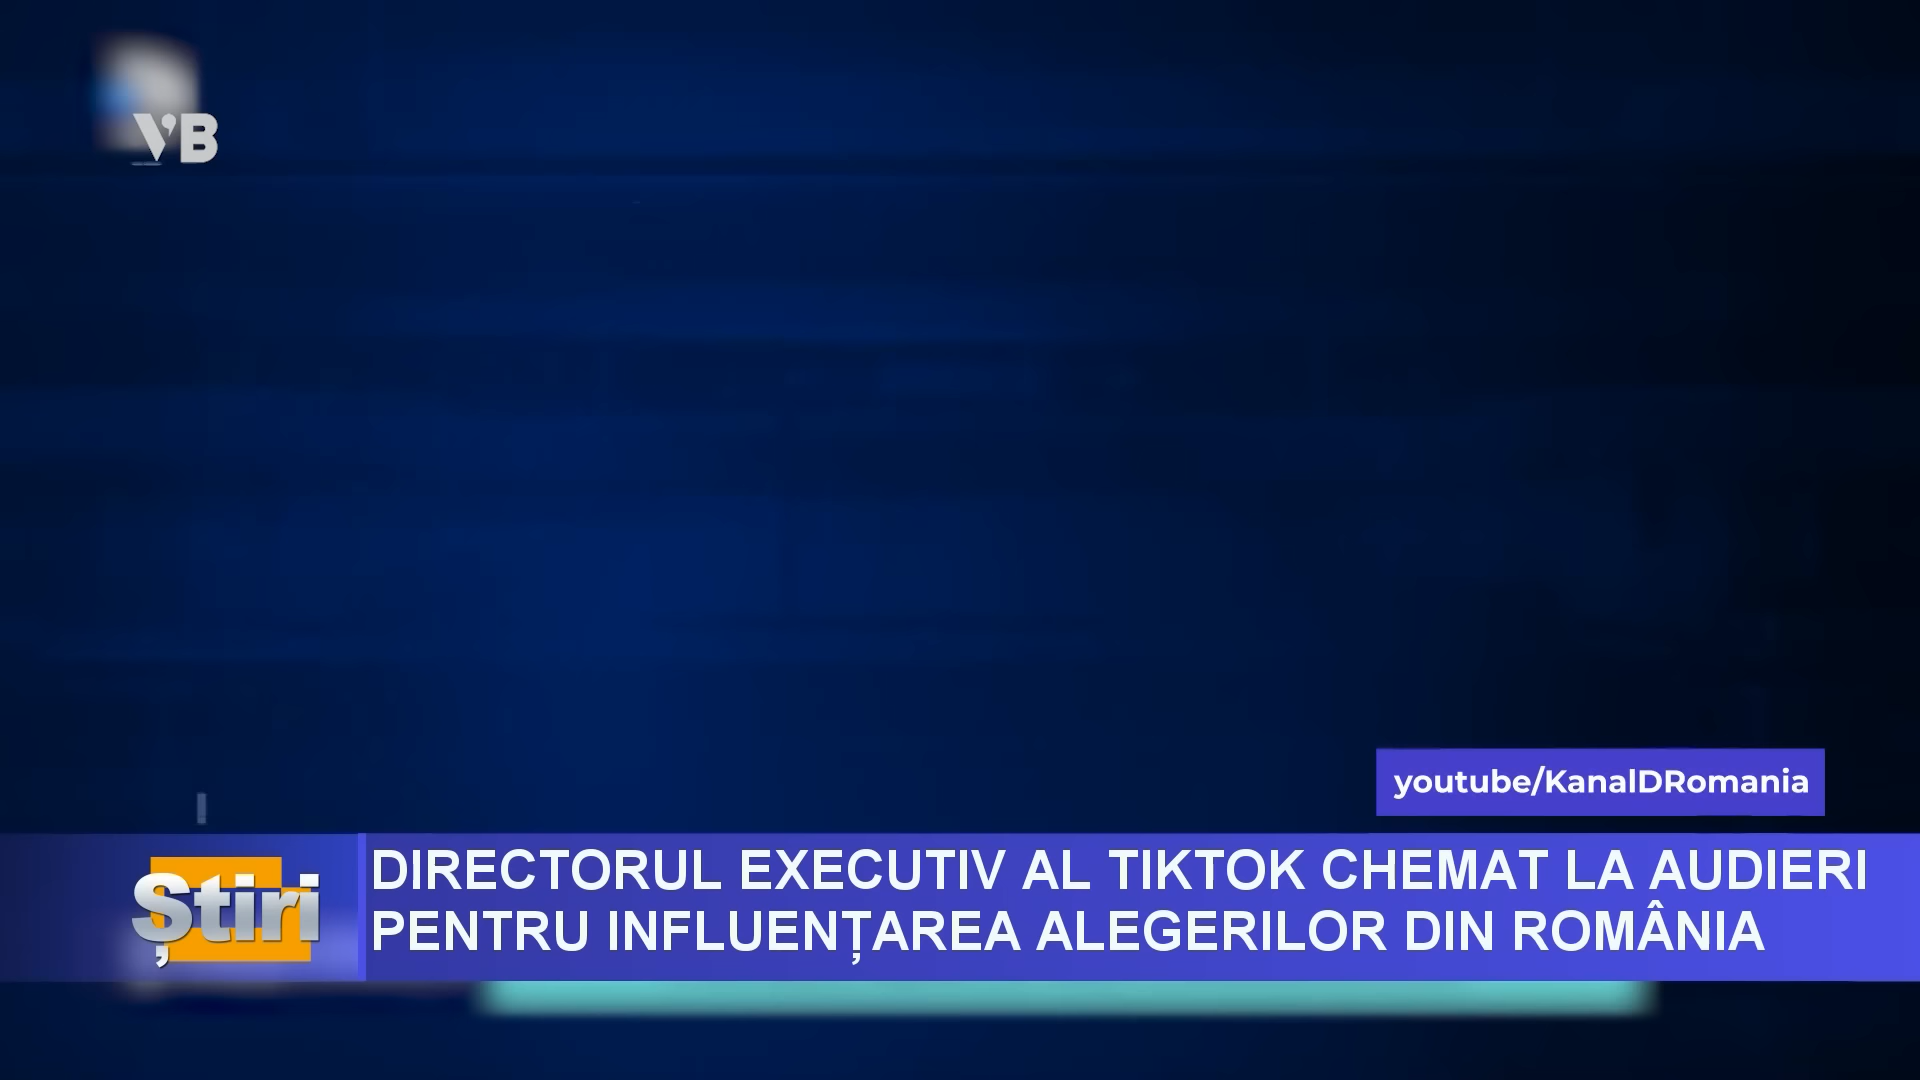 VB
youtube/KanalDRomania
Știri
DIRECTORUL EXECUTIV AL TIKTOK CHEMAT LA AUDIERI
PENTRU INFLUENȚAREA ALEGERILOR DIN ROMÂNIA